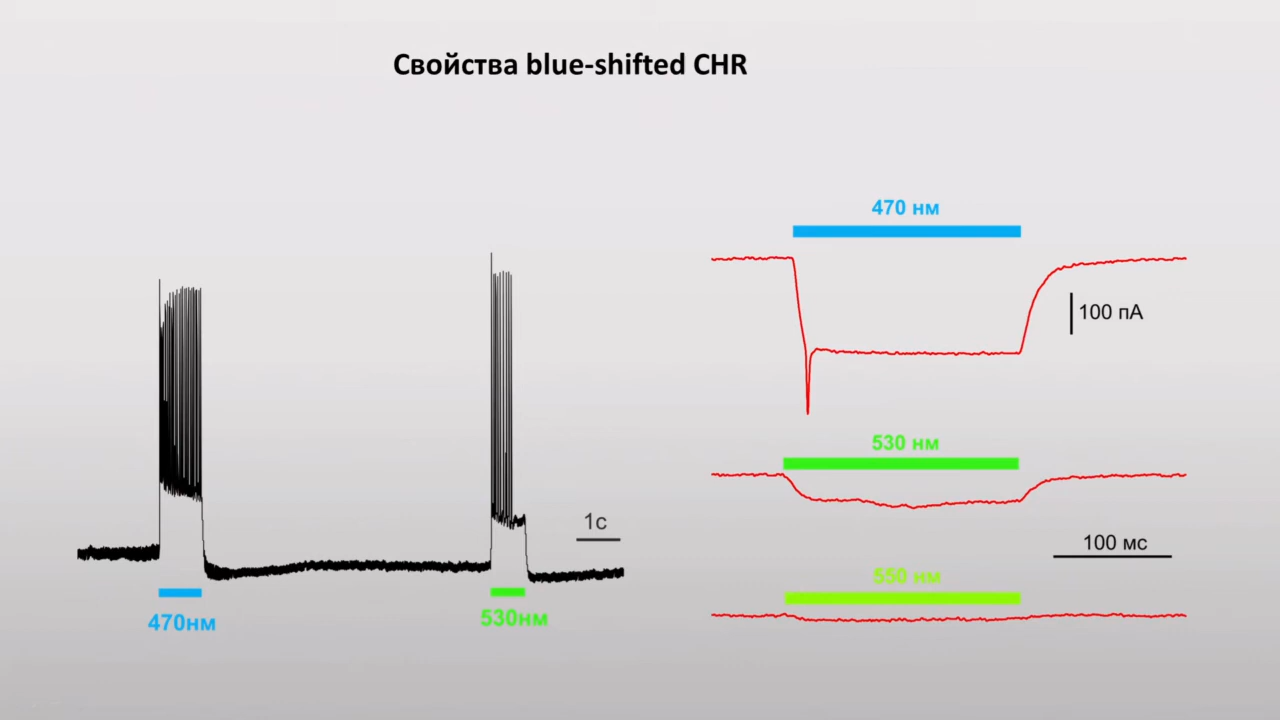 Свойства blue-shifted CHR
1с
470нм
530нм
470 нм
100 пА
530 нм
100 мс
550 нм